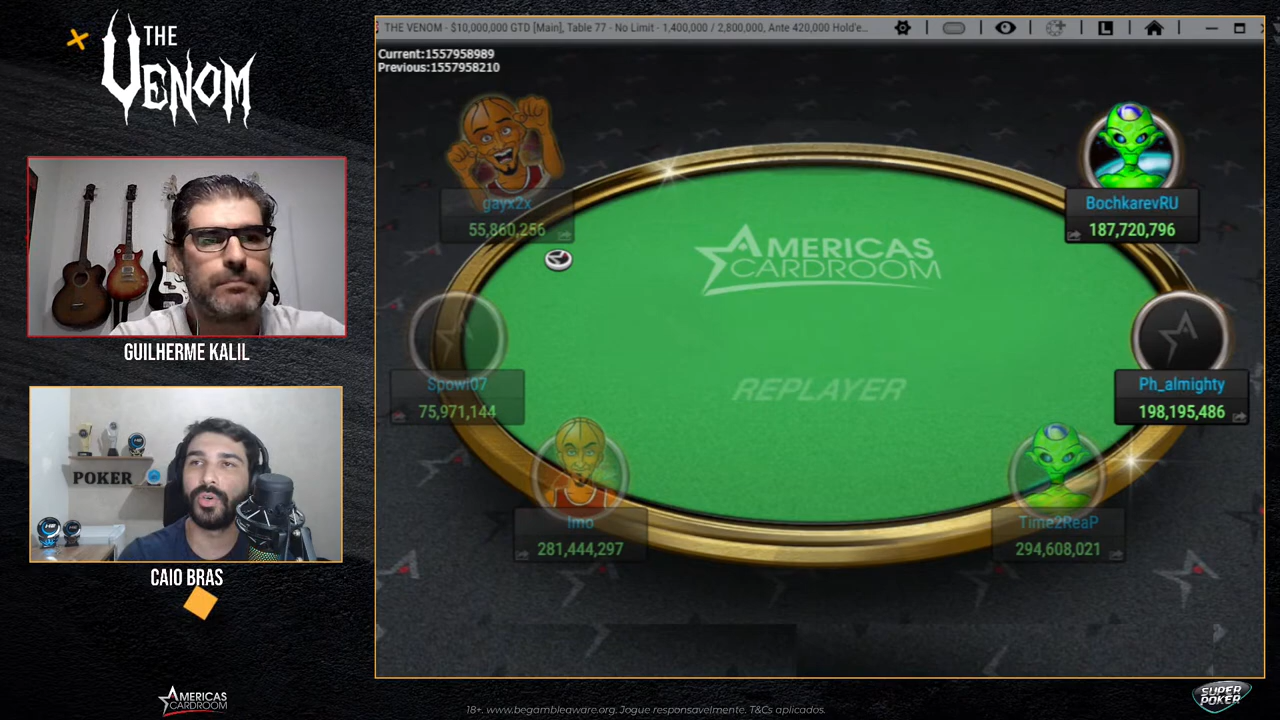 THE
VENOM
GUILHERME KALIL
POKER
CAIO BRAS
AMERICAS
CARDROOM
THE VENOM - $10,000,000 GTD [Main], Table 77 - No Limit - 1,400,000 / 2,800,000, Ante 420,000 Hold'e...
Current:1557958989
Previous:1557958210
gayx2x
55,860,256
BochkarevRU
187,720,796
AMERICAS
CARDROOM
REPLAYER
Spowl07
75,971,144
Ph_almighty
198,195,486
lmo
281,444,297
Time2ReaP
294,608,021
18+. www.begambleaware.org. Jogue responsavelmente. T&Cs aplicados.
SUPER
POKER